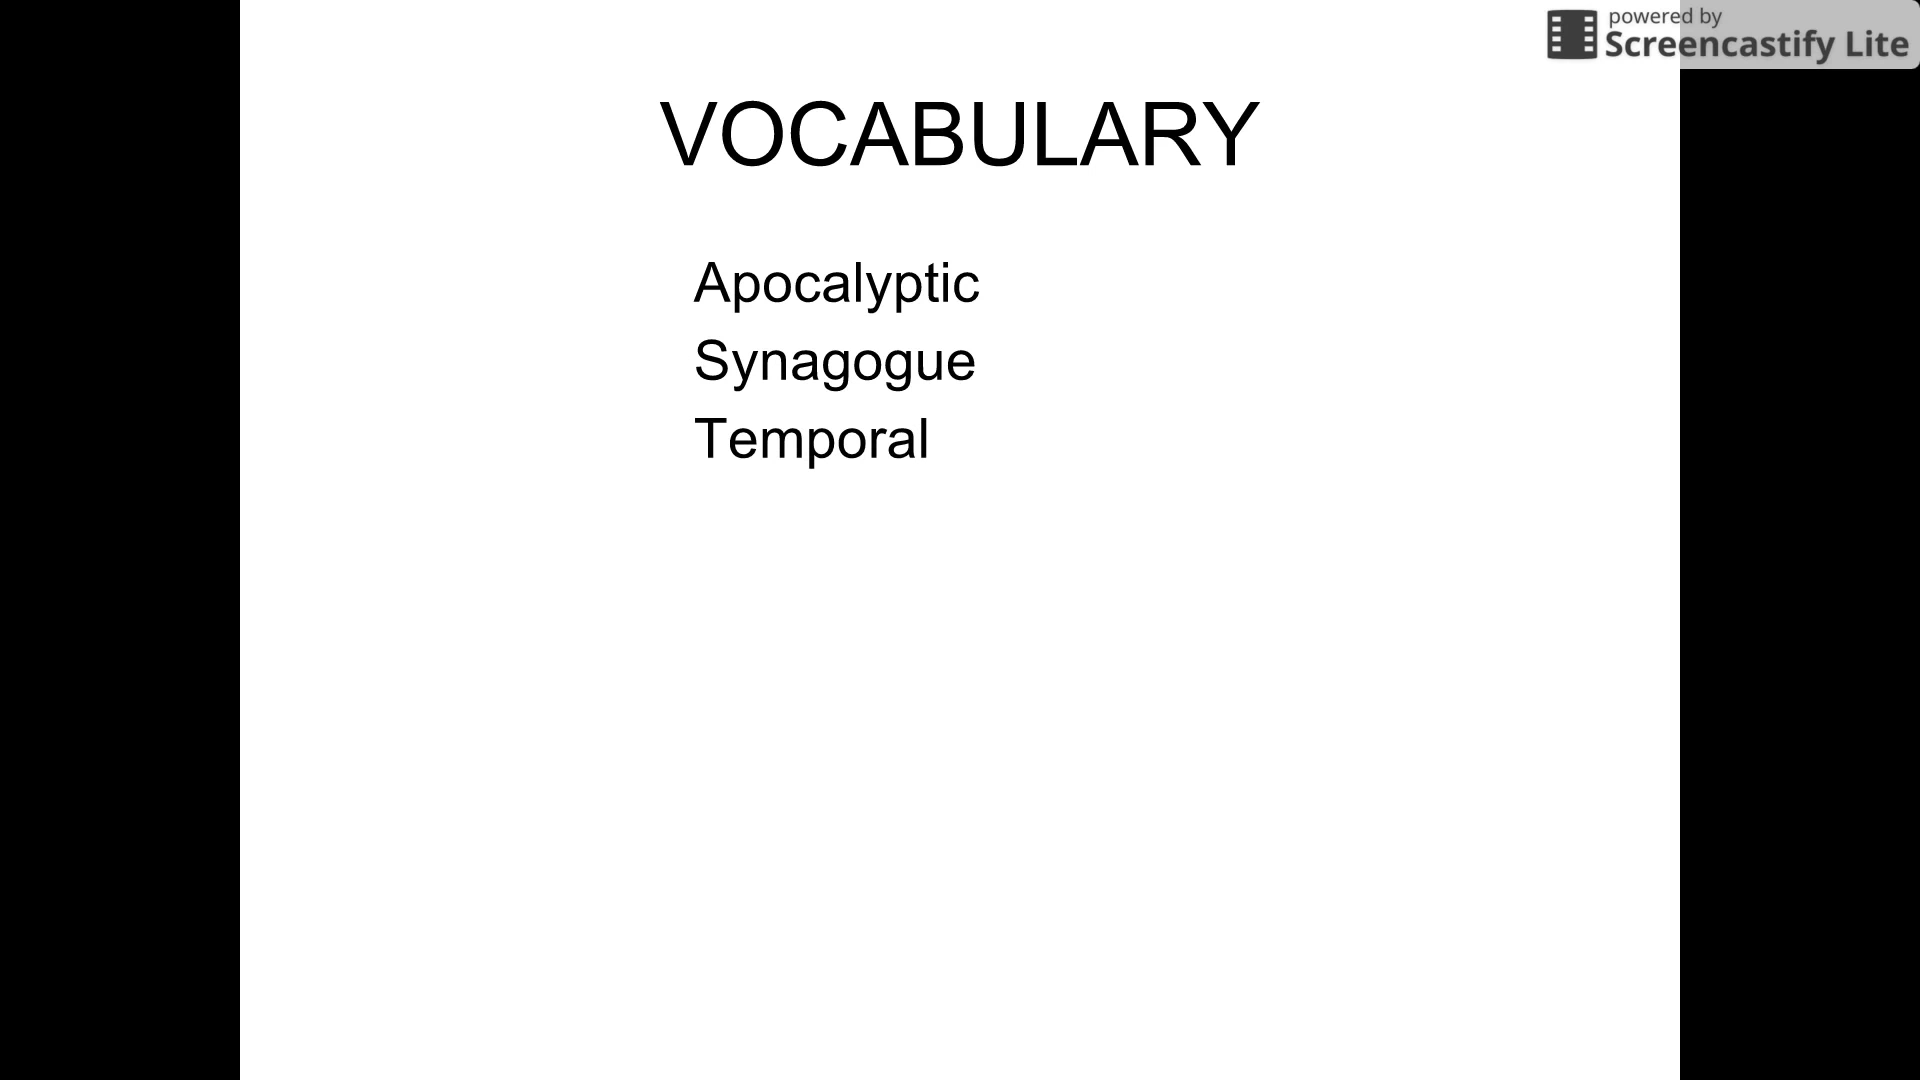 powered by
Screencastify Lite
VOCABULARY
Apocalyptic
Synagogue
Temporal